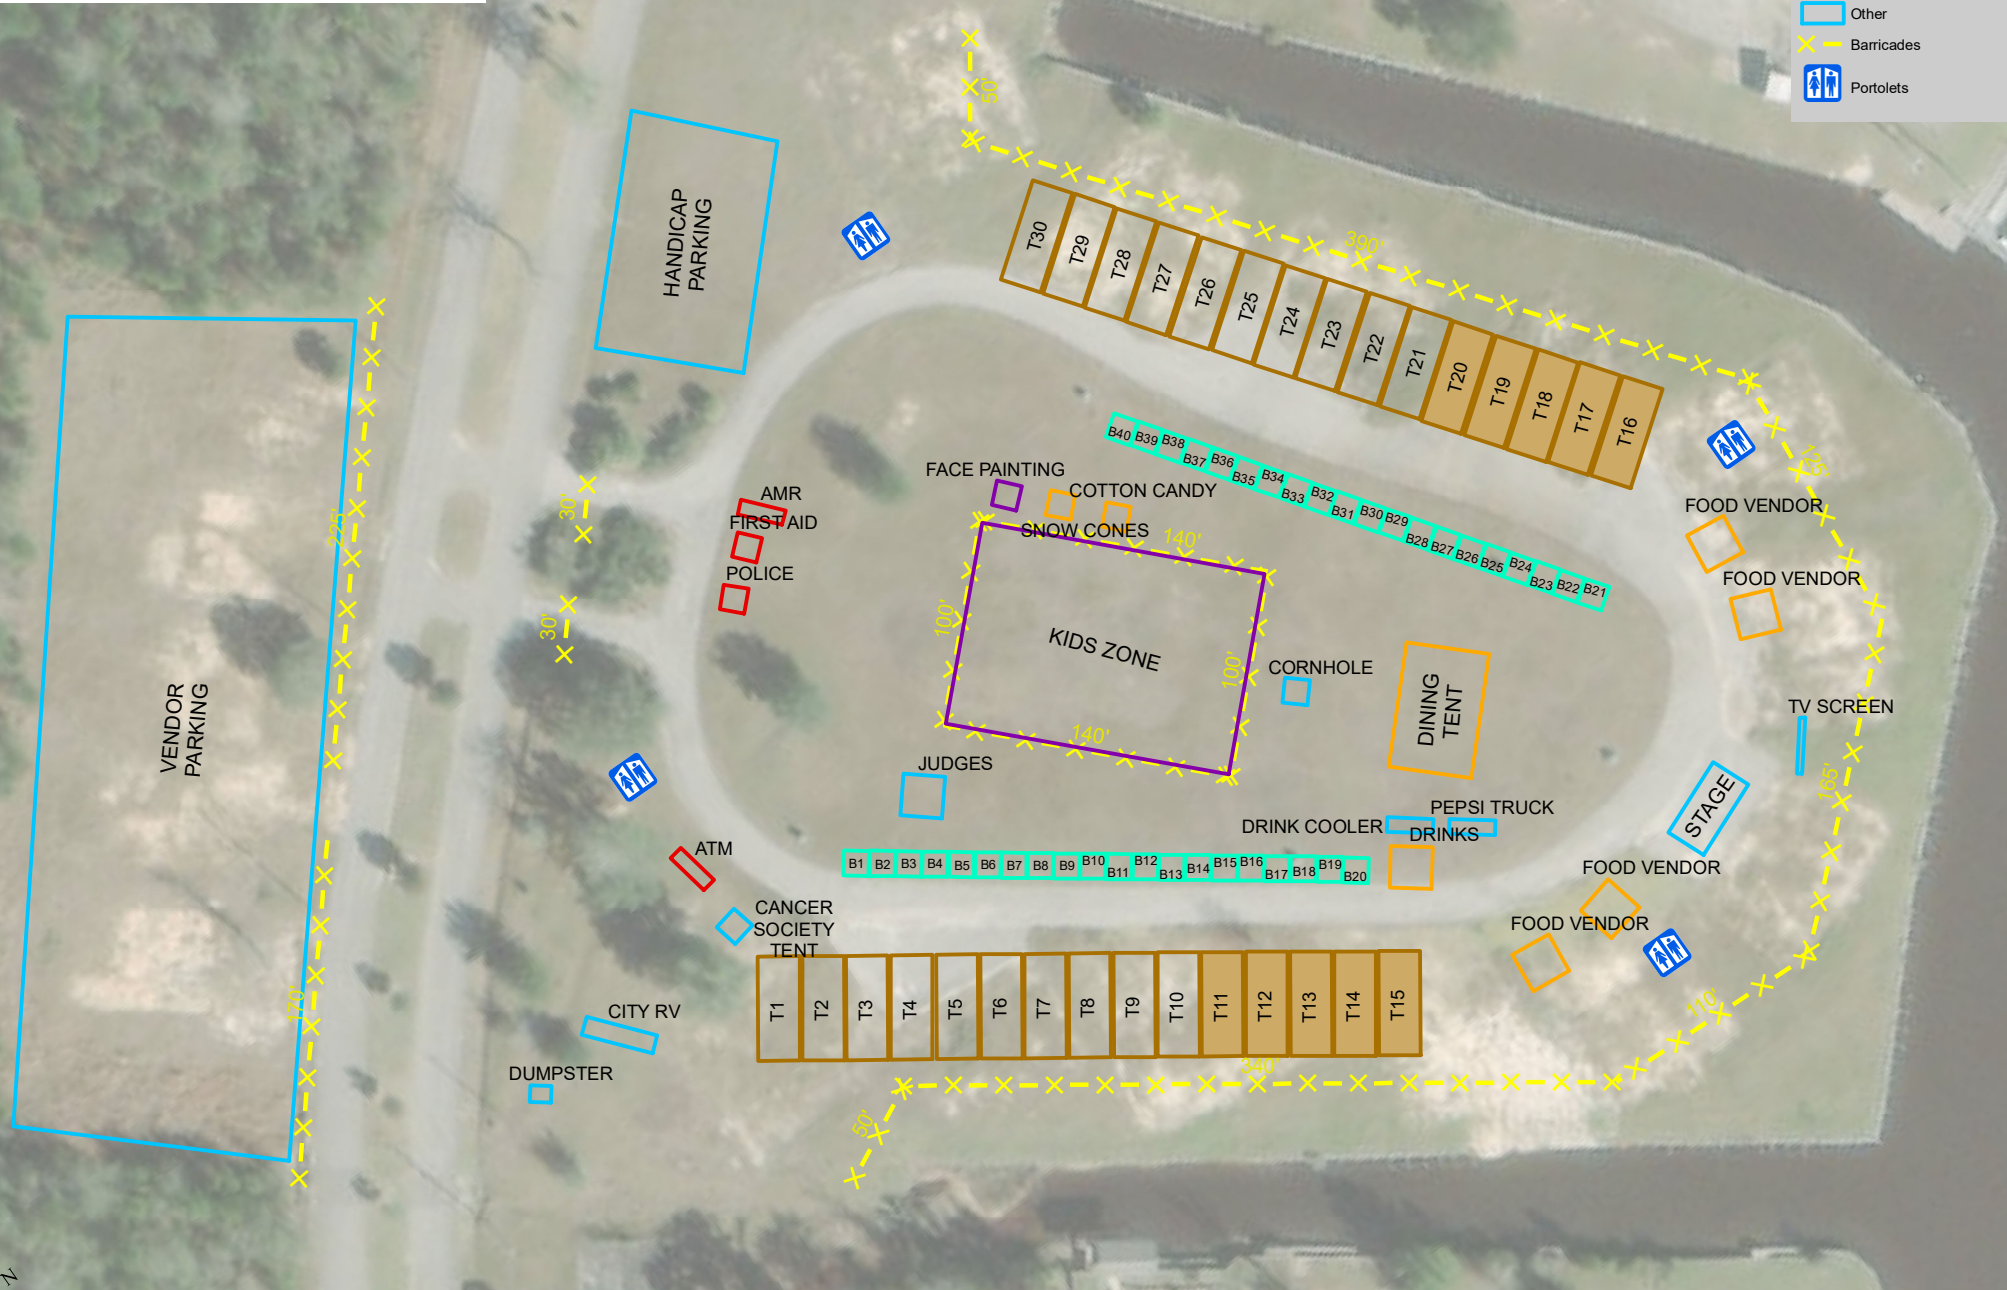 Other
Barricades
Portolets
50'
390'
125'
HANDICAP
PARKING
T30
T29
T28
T27
T26
T25
T24
T23
T22
T21
T20
T19
T18
T17
T16
B40
B39
B38
B37
B36
B35
B34
B33
B32
B31
B30
B29
B28
B27
B26
B25
B24
B23
B22
B21
FACE PAINTING
COTTON CANDY
SNOW CONES
140'
AMR
FIRST AID
POLICE
30'
30'
225'
FOOD VENDOR
FOOD VENDOR
100'
KIDS ZONE
100'
140'
CORNHOLE
DINING
TENT
TV SCREEN
VENDOR
PARKING
JUDGES
165'
STAGE
PEPSI TRUCK
DRINK COOLER
DRINKS
ATM
B1
B2
B3
B4
B5
B6
B7
B8
B9
B10
B11
B12
B13
B14
B15
B16
B17
B18
B19
B20
FOOD VENDOR
FOOD VENDOR
CANCER
SOCIETY
TENT
T1
T2
T3
T4
T5
T6
T7
T8
T9
T10
T11
T12
T13
T14
T15
170'
CITY RV
110'
DUMPSTER
340'
50'
N